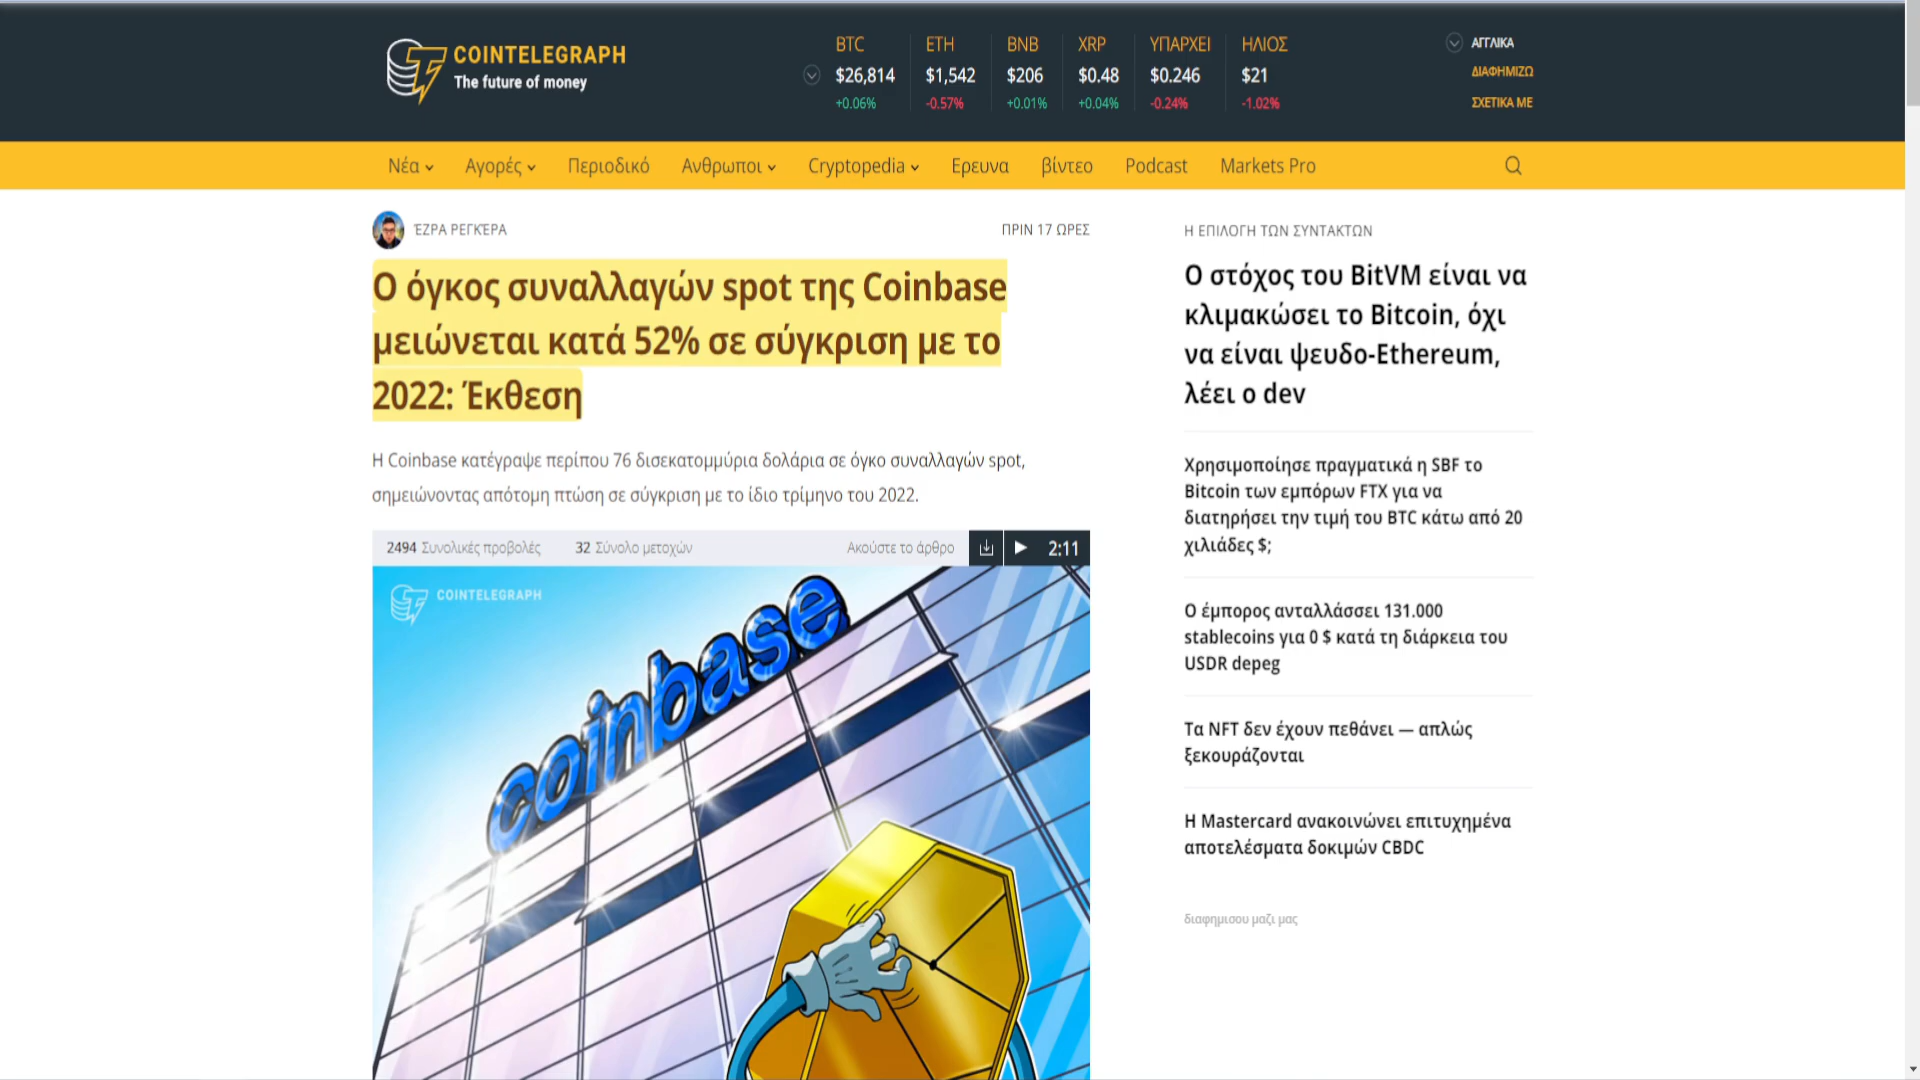 COINTELEGRAPH
The future of money
BTC
$26,814
+0.06%
ETH
$1,542
-0.57%
BNB
$206
+0.01%
XRP
$0.48
+0.04%
ΥΠΑΡΧΕΙ
$0.246
-0.24%
ΗΛΙΟΣ
$21
-1.02%
ΑΓΓΛΙΚΑ
ΔΙΑΦΗΜΙΖΩ
ΣΧΕΤΙΚΑ ΜΕ
Νέα Αγορές Περιοδικό Ανθρωποι Cryptopedia Ερευνα βίντεο Podcast Markets Pro
ΈΖΡΑ ΡΕΓΚΈΡΑ
ΠΡΙΝ 17 ΩΡΕΣ
Ο όγκος συναλλαγών spot της Coinbase
μειώνεται κατά 52% σε σύγκριση με το
2022: Έκθεση
Η Coinbase κατέγραψε περίπου 76 δισεκατομμύρια δολάρια σε όγκο συναλλαγών spot,
σημειώνοντας απότομη πτώση σε σύγκριση με το ίδιο τρίμηνο του 2022.
2494 Συνολικές προβολές 32 Σύνολο μετοχών Ακούστε το άρθρο 2:11
COINTELEGRAPH
coinbase
Η ΕΠΙΛΟΓΗ ΤΩΝ ΣΥΝΤΑΚΤΩΝ
Ο στόχος του BitVM είναι να
κλιμακώσει το Bitcoin, όχι
να είναι ψευδο-Ethereum,
λέει ο dev
Χρησιμοποίησε πραγματικά η SBF το
Bitcoin των εμπόρων FTX για να
διατηρήσει την τιμή του BTC κάτω από 20
χιλιάδες $;
Ο έμπορος ανταλλάσσει 131.000
stablecoins για 0 $ κατά τη διάρκεια του
USDR depeg
Τα NFT δεν έχουν πεθάνει — απλώς
ξεκουράζονται
Η Mastercard ανακοινώνει επιτυχημένα
αποτελέσματα δοκιμών CBDC
διαφημισου μαζι μας